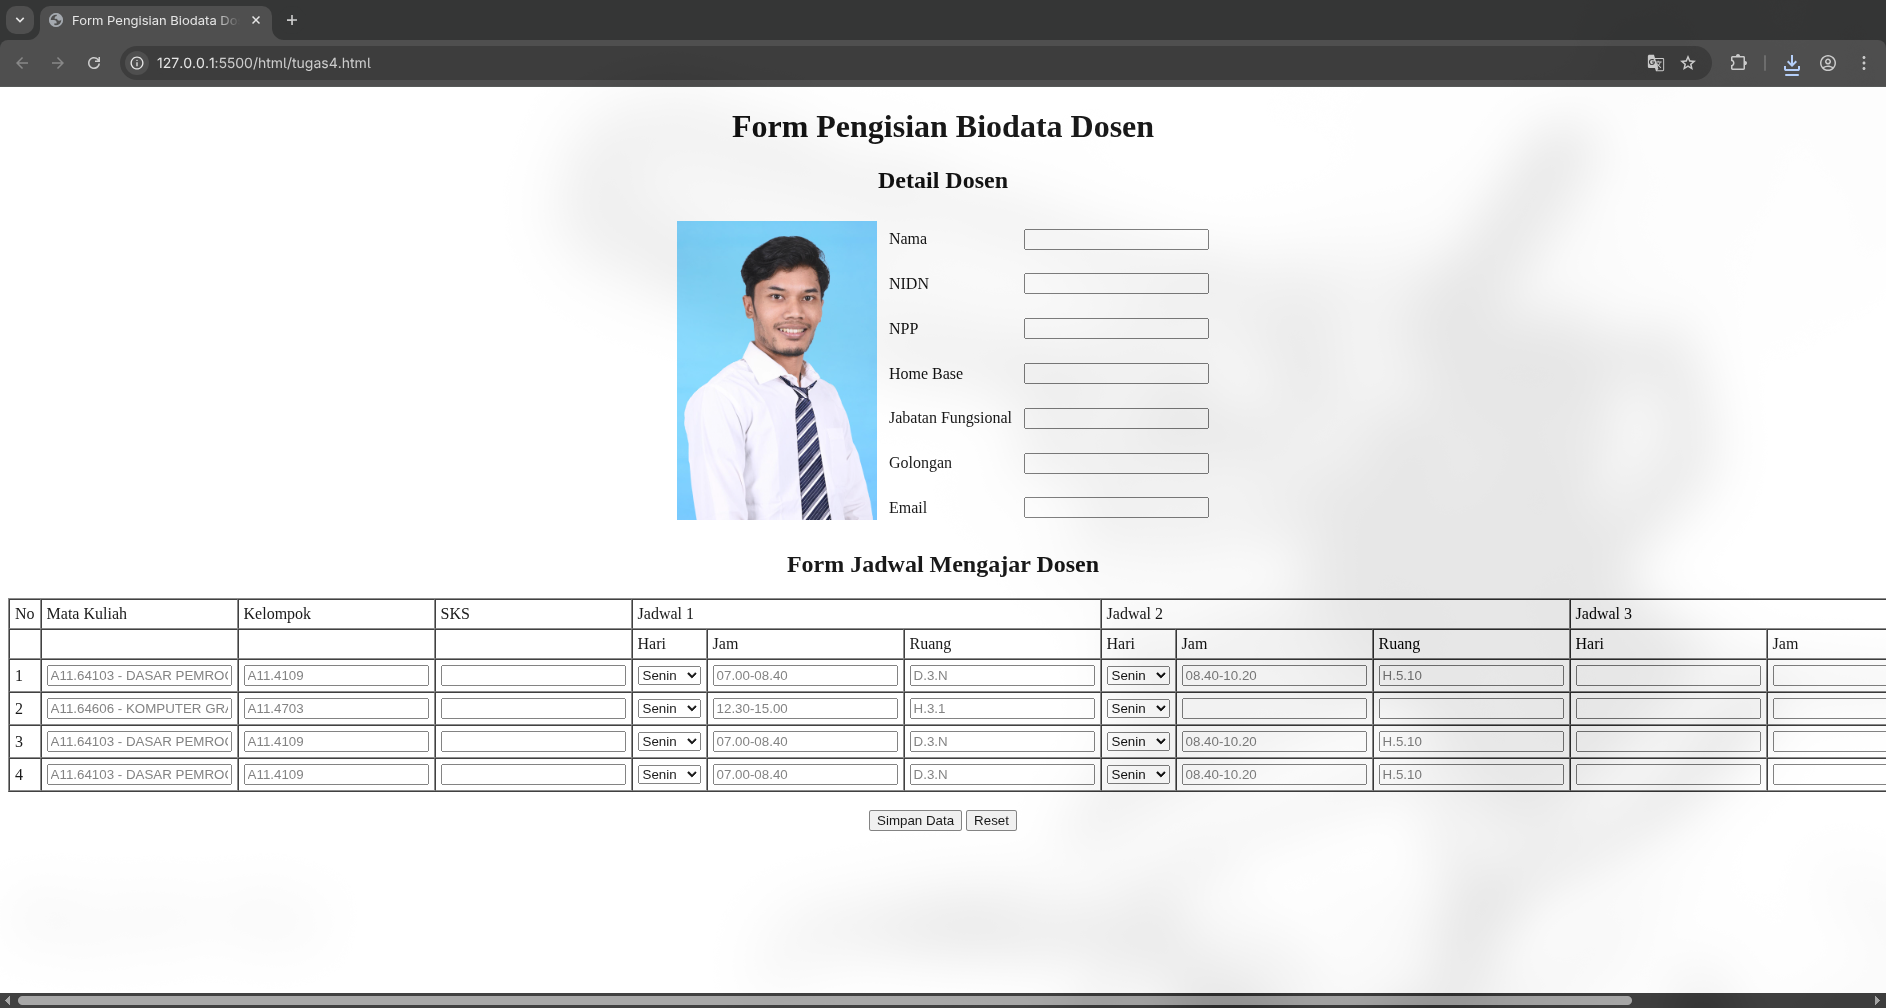 Form Pengisian Biodata Do
127.0.0.1:5500/html/tugas4.html
Form Pengisian Biodata Dosen
Detail Dosen
Nama
NIDN
NPP
Home Base
Jabatan Fungsional
Golongan
Email
Form Jadwal Mengajar Dosen
No Mata Kuliah Kelompok SKS Jadwal 1 Jadwal 2 Jadwal 3
Hari Jam Ruang Hari Jam Ruang Hari Jam
1 A11.64103 - DASAR PEMROG A11.4109 Senin 07.00-08.40 D.3.N Senin 08.40-10.20 H.5.10
2 A11.64606 - KOMPUTER GRA A11.4703 Senin 12.30-15.00 H.3.1 Senin
3 A11.64103 - DASAR PEMROG A11.4109 Senin 07.00-08.40 D.3.N Senin 08.40-10.20 H.5.10
4 A11.64103 - DASAR PEMROG A11.4109 Senin 07.00-08.40 D.3.N Senin 08.40-10.20 H.5.10
Simpan Data Reset